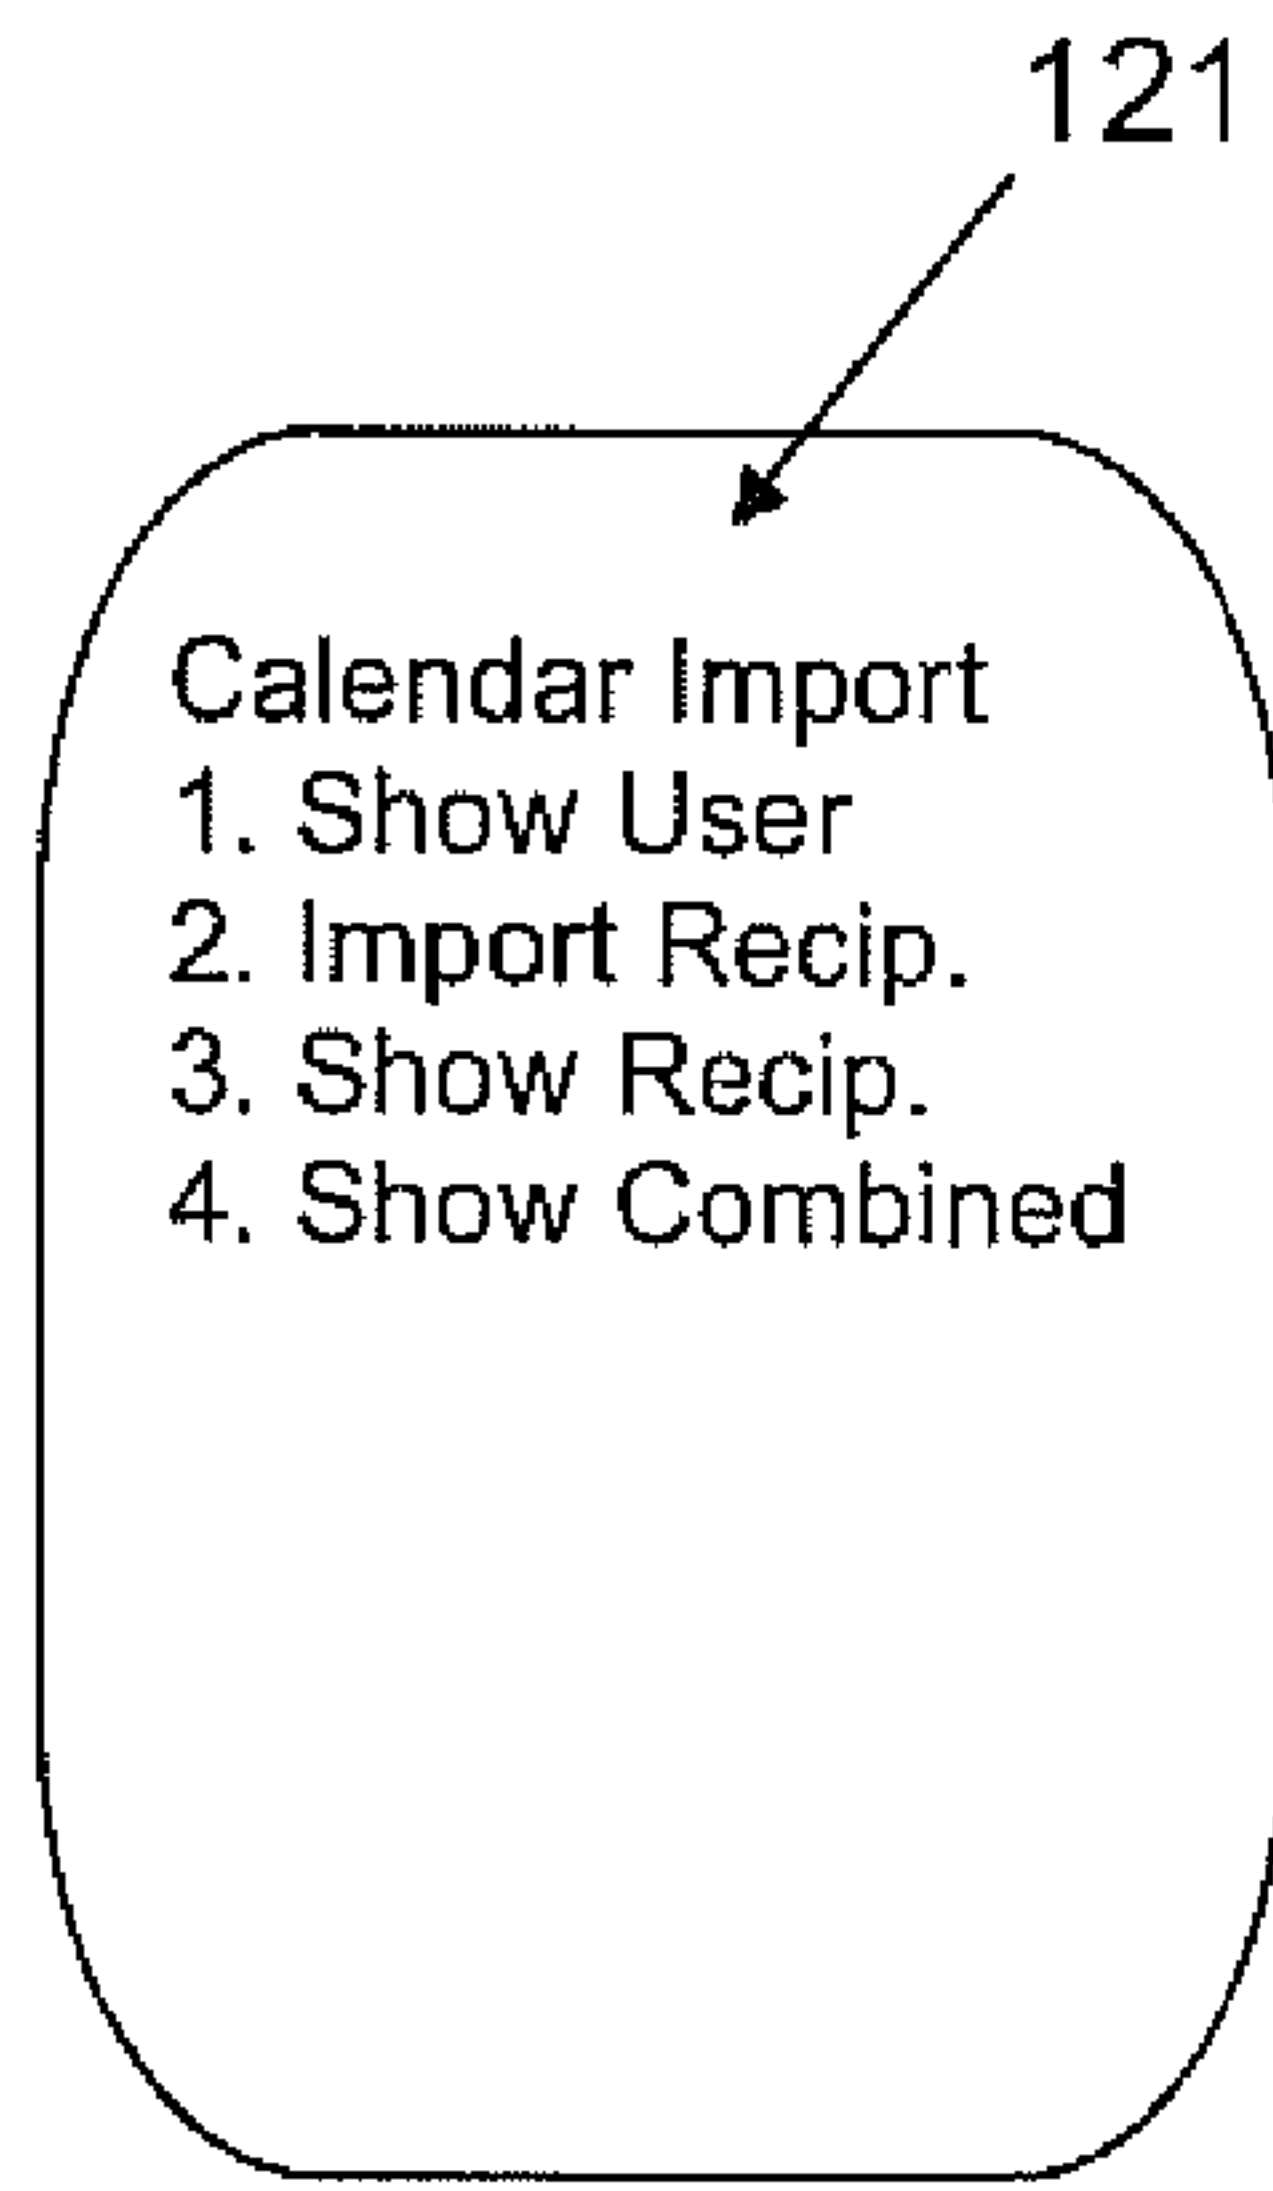 121
Calendar Import
1. Show User
2. Import Recip.
3. Show Recip.
4. Show Combined